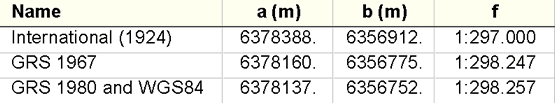 Name a (m) b (m) f
International (1924) 6378388. 6356912. 1:297.000
GRS 1967 6378160. 6356775. 1:298.247
GRS 1980 and WGS84 6378137. 6356752. 1:298.257